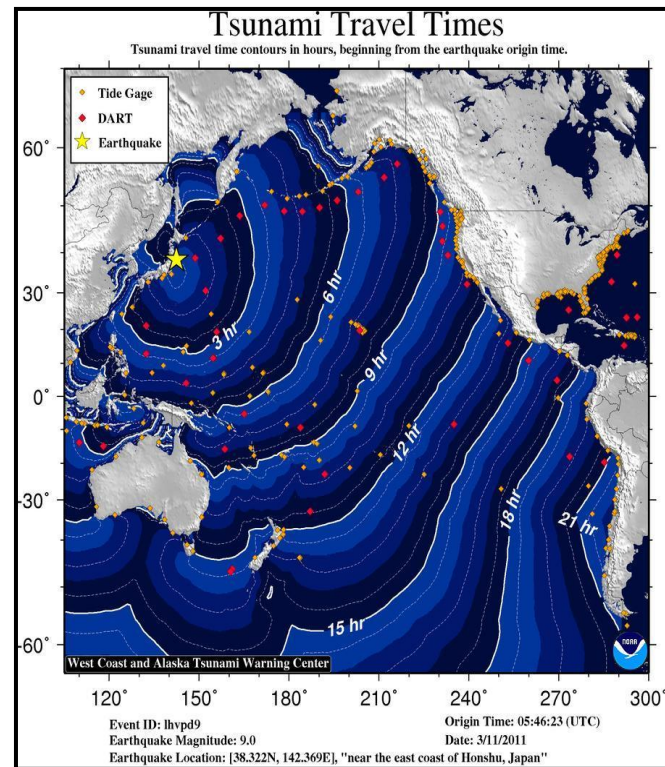 Tsunami Travel Times
Tsunami travel time contours in hours, beginning from the earthquake origin time.
Tide Gage
DART
Earthquake
60°
30°
0°
-30°
-60°
3 hr
6 hr
9 hr
12 hr
15 hr
18 hr
21 hr
NOAA
West Coast and Alaska Tsunami Warning Center
120° 150° 180° 210° 240° 270° 300°
Event ID: lhvpd9
Earthquake Magnitude: 9.0
Origin Time: 05:46:23 (UTC)
Date: 3/11/2011
Earthquake Location: [38.322N, 142.369E], "near the east coast of Honshu, Japan"